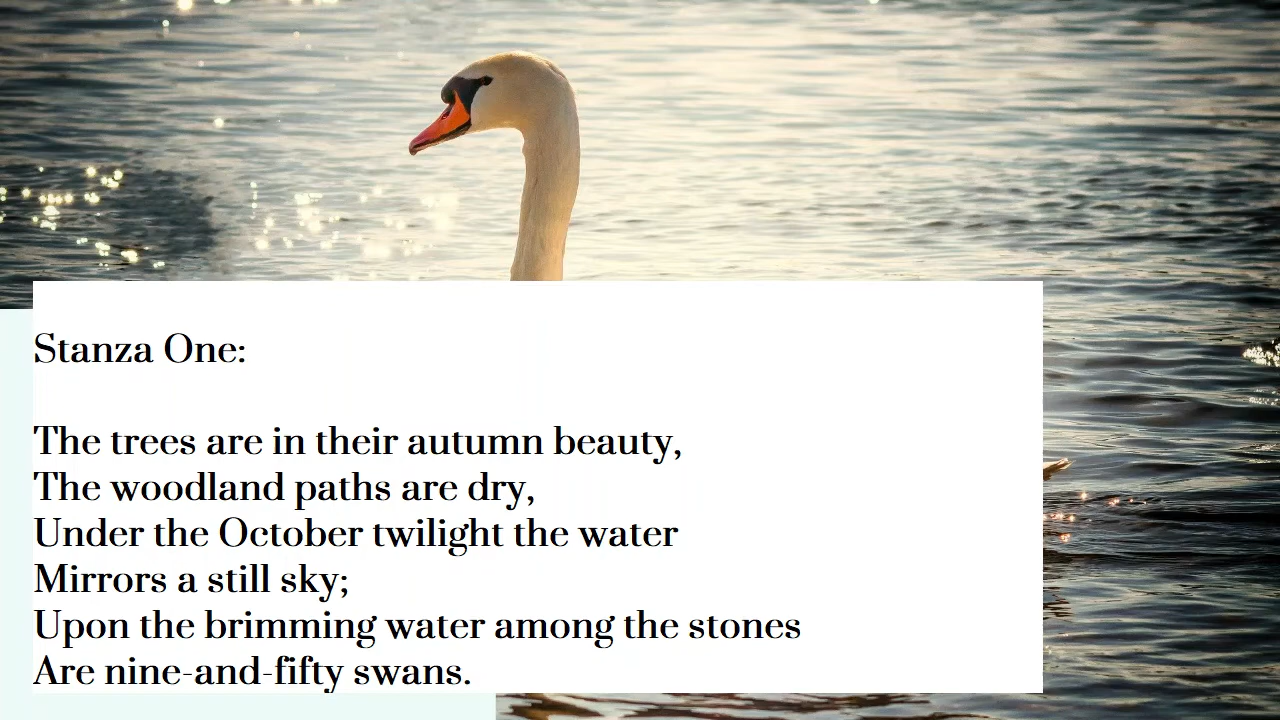 Stanza One:
The trees are in their autumn beauty,
The woodland paths are dry,
Under the October twilight the water
Mirrors a still sky;
Upon the brimming water among the stones
Are nine-and-fifty swans.